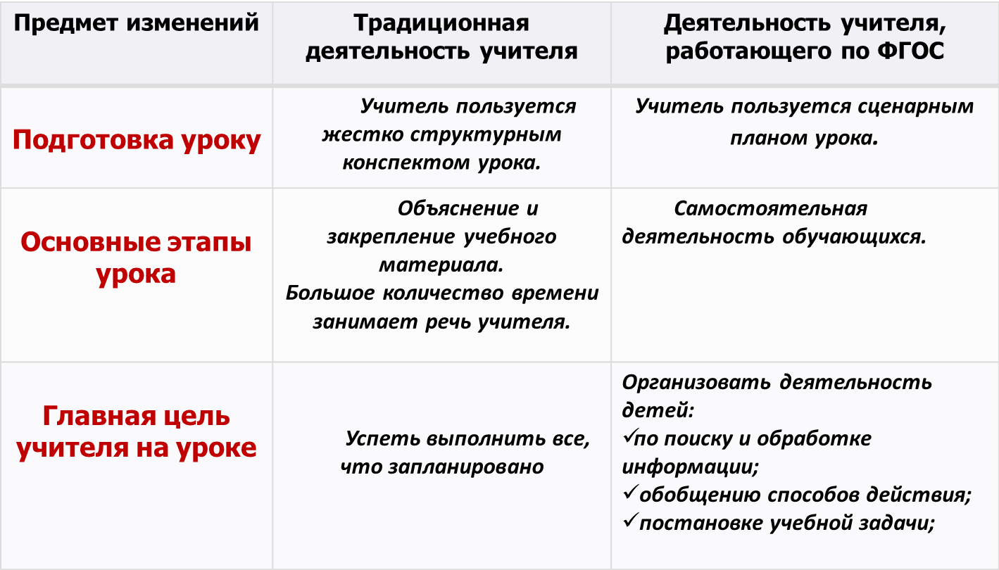 Предмет изменений
Традиционная
деятельность учителя
Деятельность учителя,
работающего по ФГОС
Подготовка уроку
Учитель пользуется
жестко структурным
конспектом урока.
Учитель пользуется сценарным
планом урока.
Основные этапы
урока
Объяснение и
закрепление учебного
материала.
Большое количество времени
занимает речь учителя.
Самостоятельная
деятельность обучающихся.
Главная цель
учителя на уроке
Успеть выполнить все,
что запланировано
Организовать деятельность
детей:
✓по поиску и обработке
информации;
✓обобщению способов действия;
✓постановке учебной задачи;